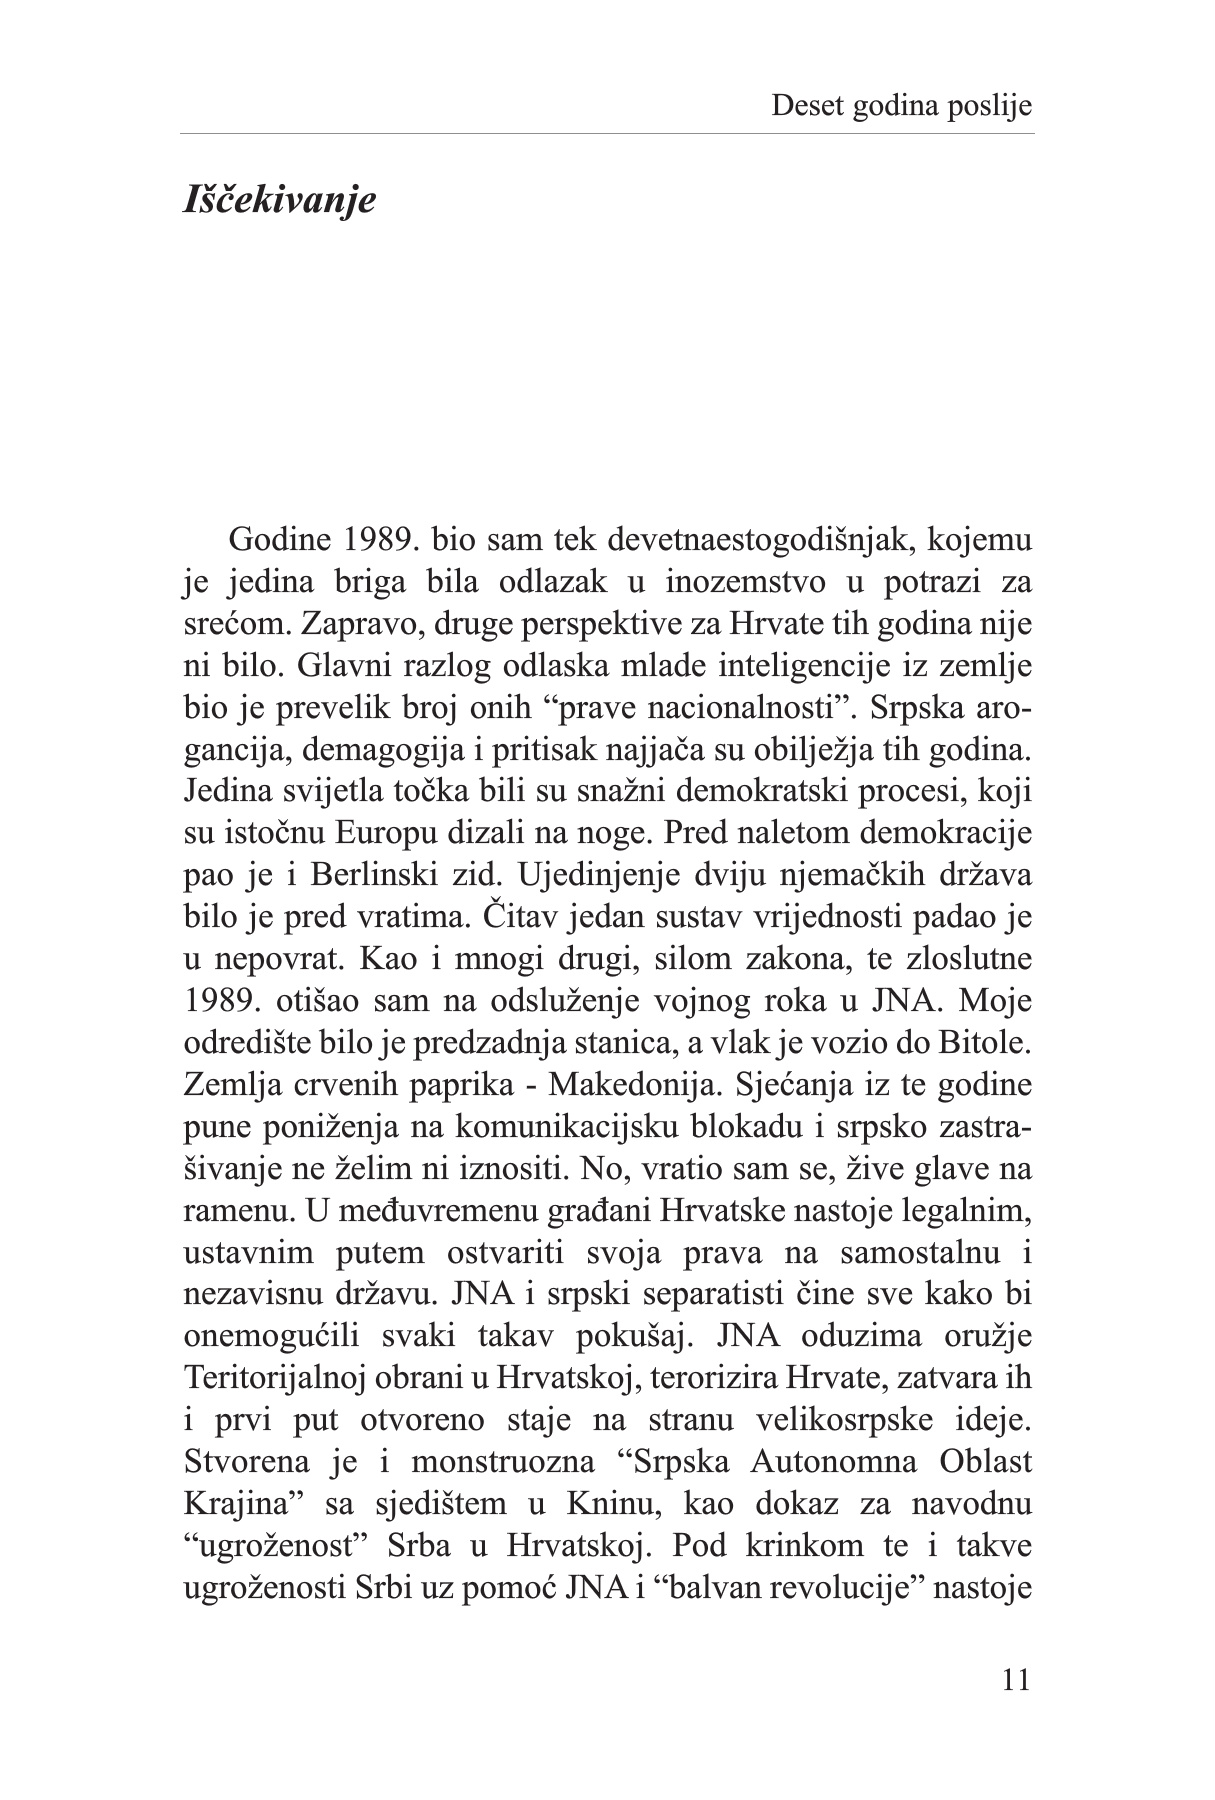 Deset godina poslije
Iščekivanje
Godine 1989. bio sam tek devetnaestogodišnjak, kojemu
je jedina briga bila odlazak u inozemstvo u potrazi za
srećom. Zapravo, druge perspektive za Hrvate tih godina nije
ni bilo. Glavni razlog odlaska mlade inteligencije iz zemlje
bio je prevelik broj onih “prave nacionalnosti”. Srpska aro-
gancija, demagogija i pritisak najjača su obilježja tih godina.
Jedina svijetla točka bili su snažni demokratski procesi, koji
su istočnu Europu dizali na noge. Pred naletom demokracije
pao je i Berlinski zid. Ujedinjenje dviju njemačkih država
bilo je pred vratima. Čitav jedan sustav vrijednosti padao je
u nepovrat. Kao i mnogi drugi, silom zakona, te zloslutne
1989. otišao sam na odsluženje vojnog roka u JNA. Moje
odredište bilo je predzadnja stanica, a vlak je vozio do Bitole.
Zemlja crvenih paprika - Makedonija. Sjećanja iz te godine
pune poniženja na komunikacijsku blokadu i srpsko zastra-
šivanje ne želim ni iznositi. No, vratio sam se, žive glave na
ramenu. U međuvremenu građani Hrvatske nastoje legalnim,
ustavnim putem ostvariti svoja prava na samostalnu i
nezavisnu državu. JNA i srpski separatisti čine sve kako bi
onemogućili svaki takav pokušaj. JNA oduzima oružje
Teritorijalnoj obrani u Hrvatskoj, terorizira Hrvate, zatvara ih
i prvi put otvoreno staje na stranu velikosrpske ideje.
Stvorena je i monstruozna “Srpska Autonomna Oblast
Krajina” sa sjedištem u Kninu, kao dokaz za navodnu
“ugroženost” Srba u Hrvatskoj. Pod krinkom te i takve
ugroženosti Srbi uz pomoć JNA i “balvan revolucije” nastoje
11